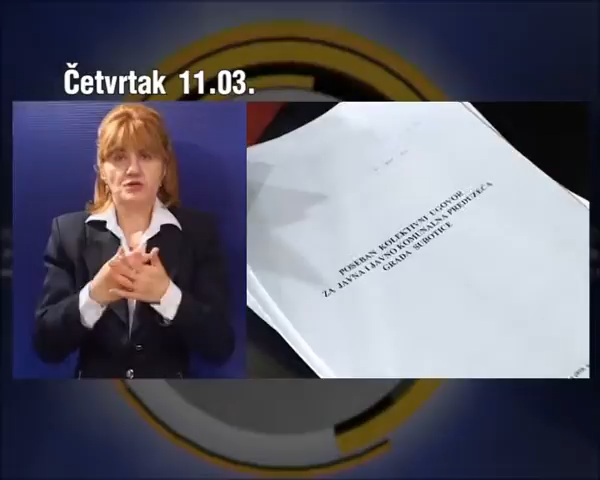 Četvrtak 11.03.
POSEBAN KOLEKTIVNI UGOVOR
ZA JAVNA I JAVNO KOMUNALNA PREDUZEĆA
GRADA SUBOTICE